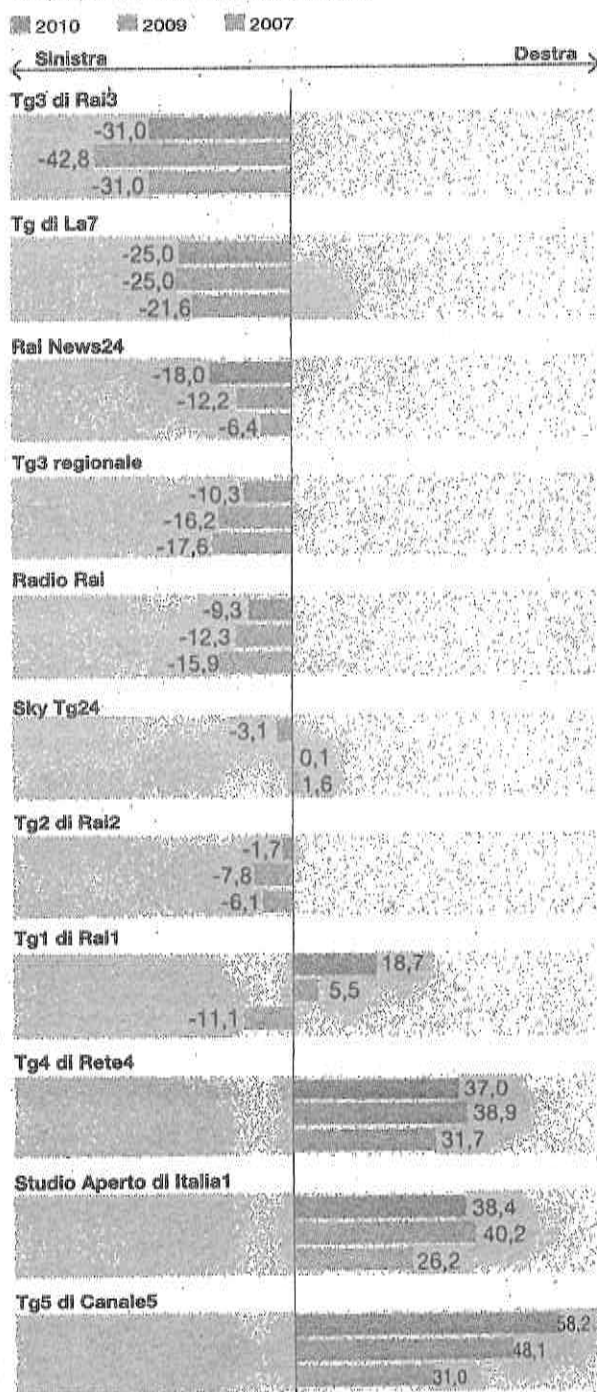 2010 2009 2007
Sinistra Destra
Tg3 di Rai3
-31,0
-42,8
-31,0
Tg di La7
-25,0
-25,0
-21,6
Rai News24
-18,0
-12,2
-6,4
Tg3 regionale
-10,3
-16,2
-17,6
Radio Rai
-9,3
-12,3
-15,9
Sky Tg24
-3,1
0,1
1,6
Tg2 di Rai2
-1,7
-7,8
-6,1
Tg1 di Rai1
18,7
5,5
-11,1
Tg4 di Rete4
37,0
38,9
31,7
Studio Aperto di Italia1
38,4
40,2
26,2
Tg5 di Canale5
58,2
48,1
31,0